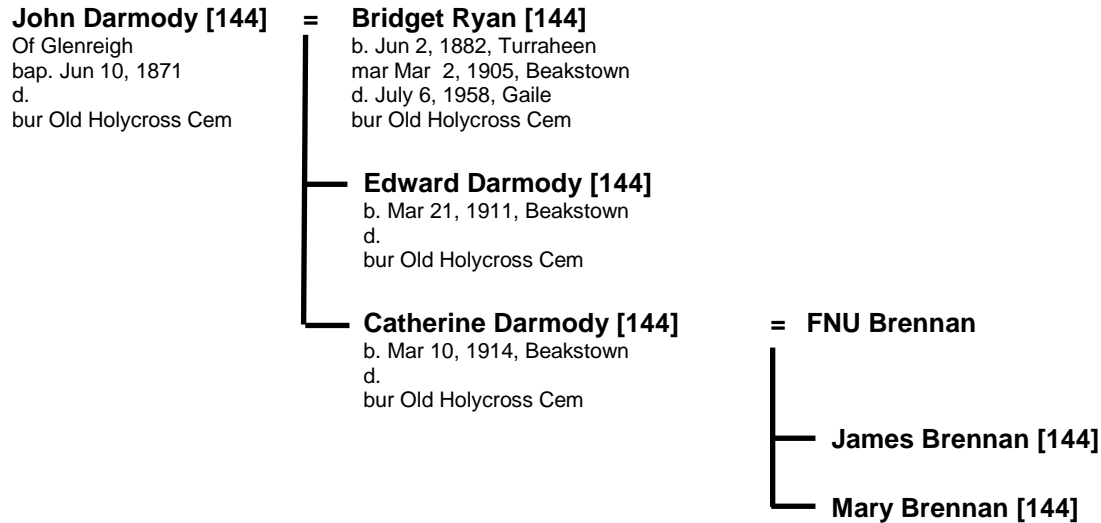 John Darmody [144] = Bridget Ryan [144]
Of Glenreigh
bap. Jun 10, 1871
d.
bur Old Holycross Cem
b. Jun 2, 1882, Turraheen
mar Mar 2, 1905, Beakstown
d. July 6, 1958, Gaile
bur Old Holycross Cem
Edward Darmody [144]
b. Mar 21, 1911, Beakstown
d.
bur Old Holycross Cem
Catherine Darmody [144] = FNU Brennan
b. Mar 10, 1914, Beakstown
d.
bur Old Holycross Cem
James Brennan [144]
Mary Brennan [144]